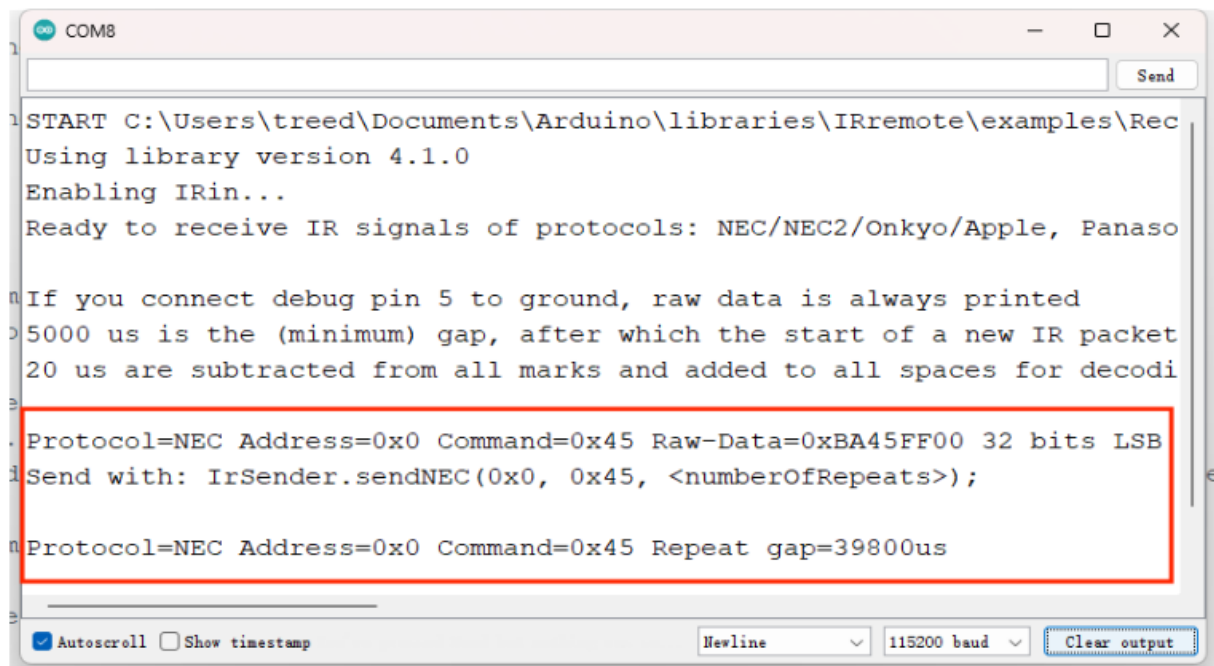 COM8
Send
START C:\Users\treed\Documents\Arduino\libraries\IRremote\examples\Rec
Using library version 4.1.0
Enabling IRin...
Ready to receive IR signals of protocols: NEC/NEC2/Onkyo/Apple, Panaso
If you connect debug pin 5 to ground, raw data is always printed
5000 us is the (minimum) gap, after which the start of a new IR packet
20 us are subtracted from all marks and added to all spaces for decodi
Protocol=NEC Address=0x0 Command=0x45 Raw-Data=0xBA45FF00 32 bits LSB
Send with: IrSender.sendNEC(0x0, 0x45, <numberOfRepeats>);
Protocol=NEC Address=0x0 Command=0x45 Repeat gap=39800us
Autoscroll Show timestamp Newline 115200 baud Clear output